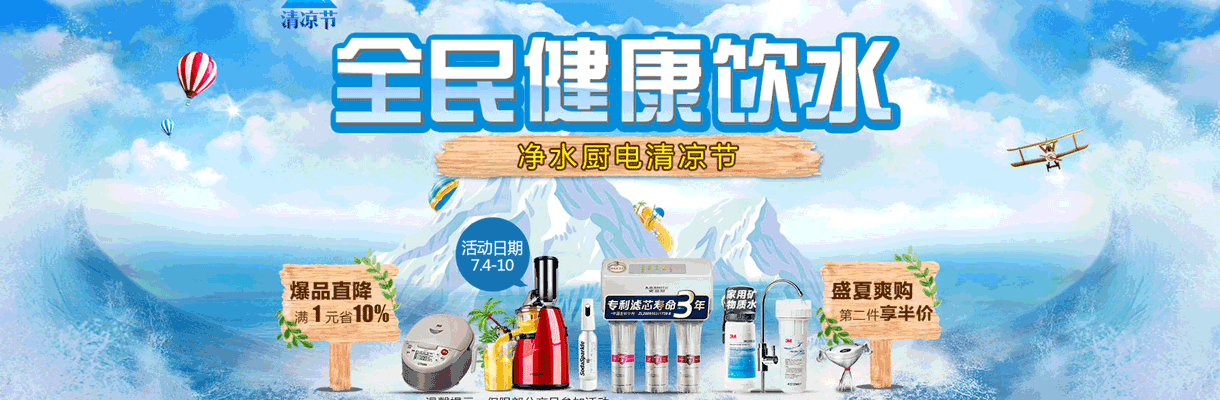 清凉节
全民健康饮水
净水厨电清凉节
活动日期
7.4-10
爆品直降
满1元省10%
专利滤芯寿命3年
家用矿
物质水
3M
3M
SodaSparkle
盛夏爽购
第二件享半价